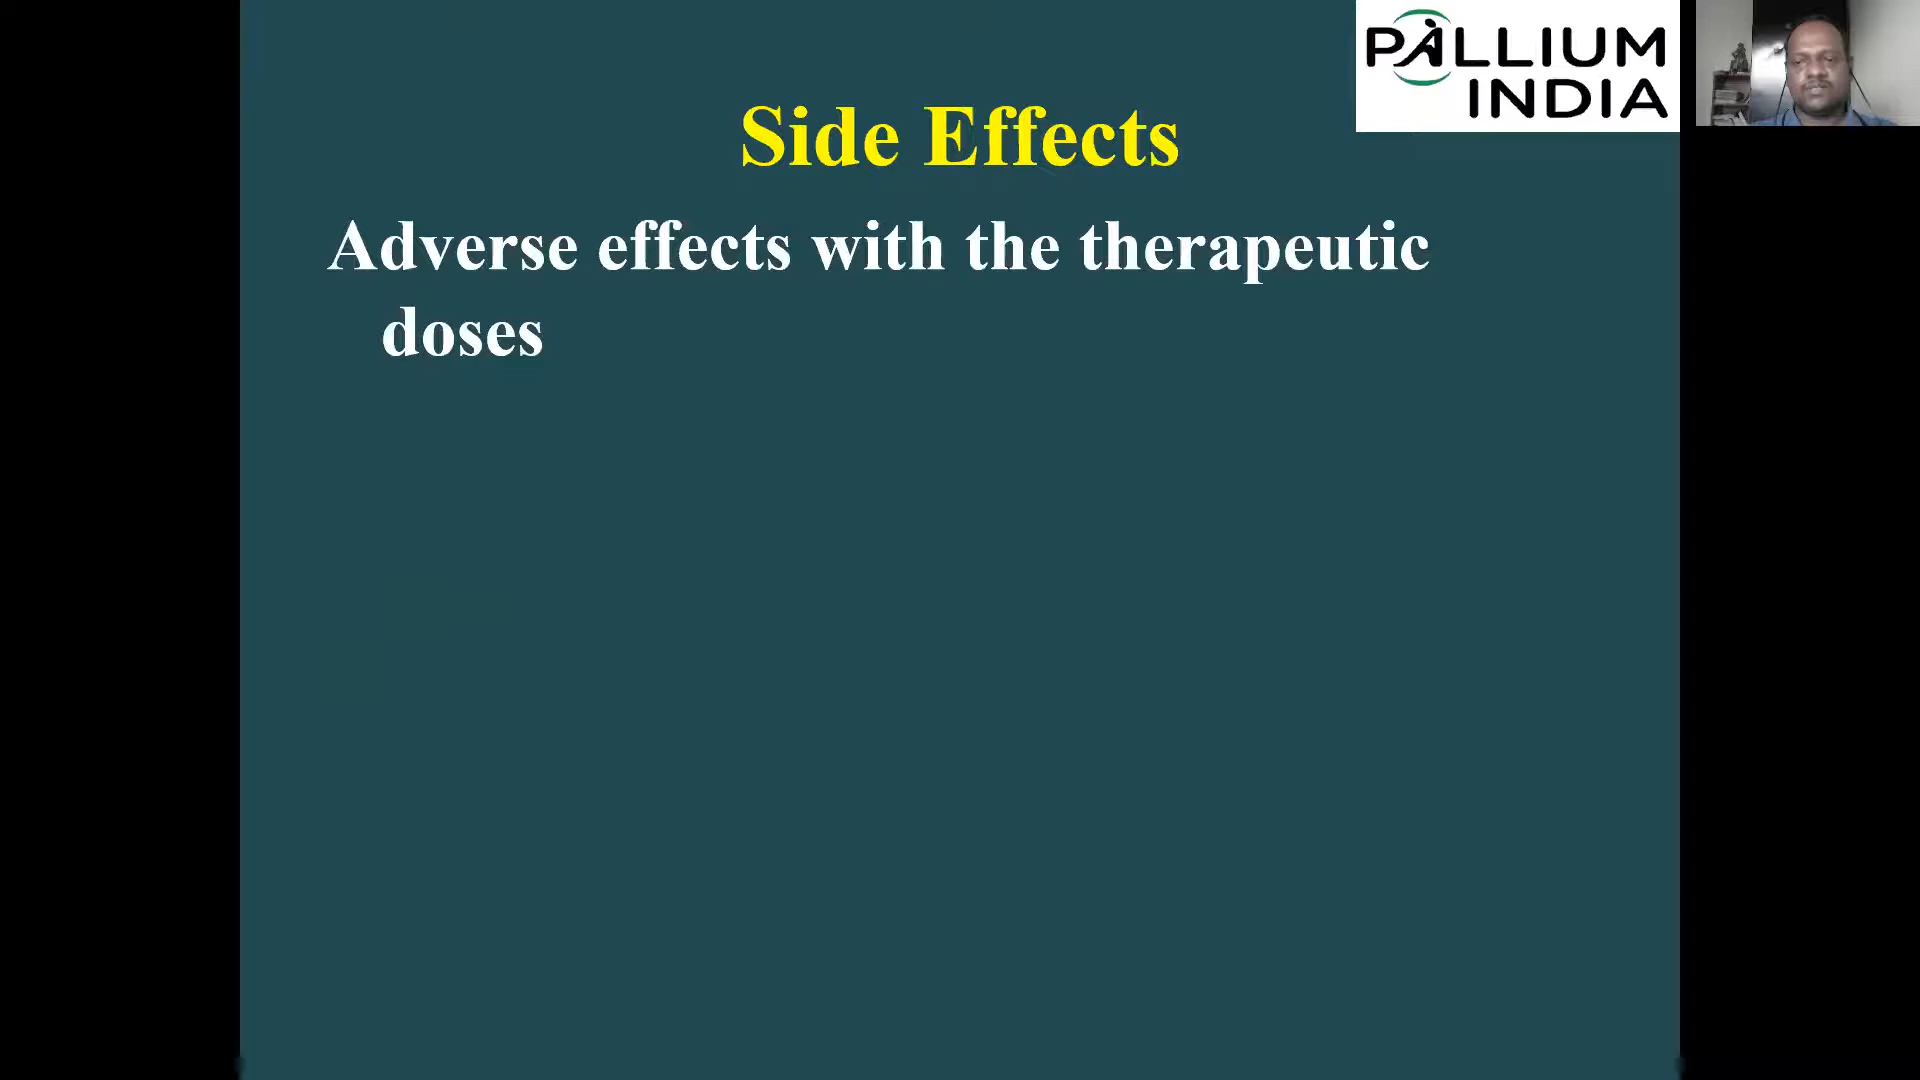 PALLIUM
INDIA
Side Effects
Adverse effects with the therapeutic
doses